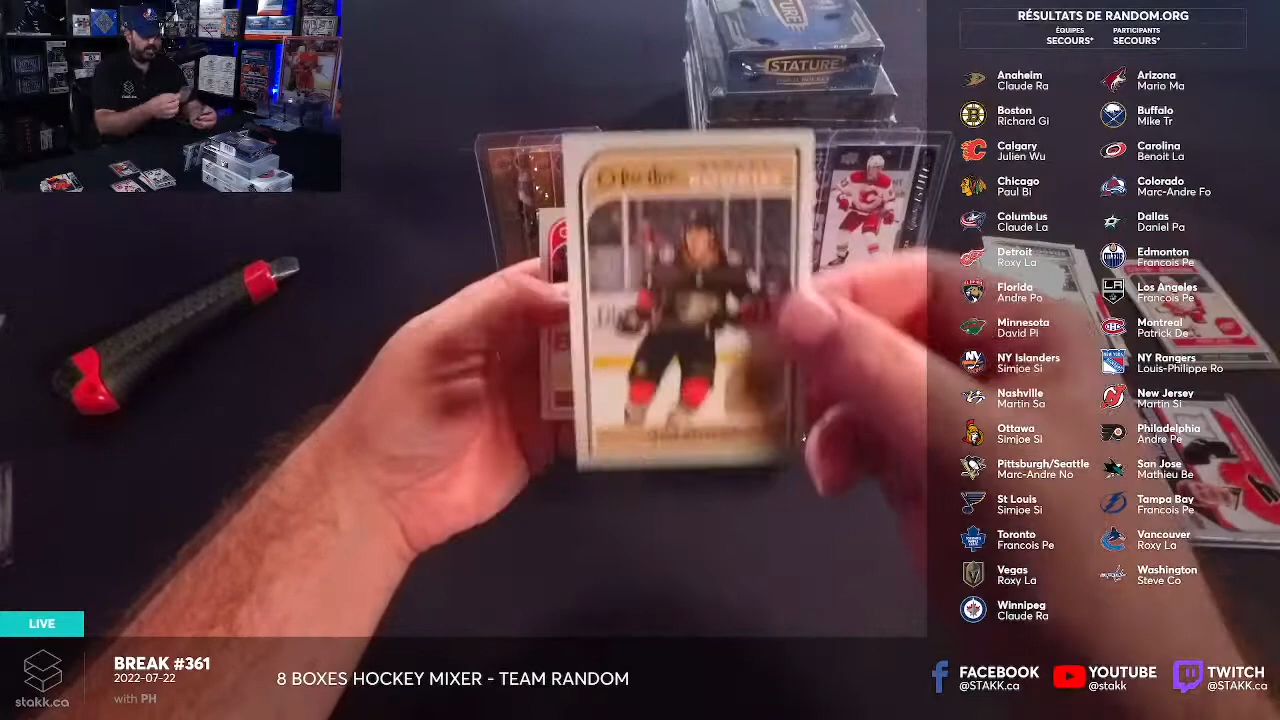 RÉSULTATS DE RANDOM.ORG
ÉQUIPES PARTICIPANTS
SECOURS* SECOURS*
Anaheim
Claude Ra
Arizona
Mario Ma
Boston
Richard Gi
Buffalo
Mike Tr
Calgary
Julien Wu
Carolina
Benoit La
Chicago
Paul Bi
Colorado
Marc-Andre Fo
Columbus
Claude La
Dallas
Daniel Pa
Detroit
Roxy La
Edmonton
Francois Pe
Florida
Andre Po
Los Angeles
Francois Pe
Minnesota
David Pl
Montreal
Patrick De
NY Islanders
Simjoe Si
NY Rangers
Louis-Philippe Ro
Nashville
Martin Sa
New Jersey
Martin Si
Ottawa
Simjoe Si
Philadelphia
Andre Pe
Pittsburgh/Seattle
Marc-Andre No
San Jose
Mathieu Be
St Louis
Simjoe Si
Tampa Bay
Francois Pe
Toronto
Francois Pe
Vancouver
Roxy La
Vegas
Roxy La
Washington
Steve Co
Winnipeg
Claude Ra
STATURE
O-Pee-Chee
ROOKIES
LIVE
stakk.ca
BREAK #361
2022-07-22
with PH
8 BOXES HOCKEY MIXER - TEAM RANDOM
FACEBOOK
@STAKK.ca
YOUTUBE
@stakk
TWITCH
@STAKK.ca